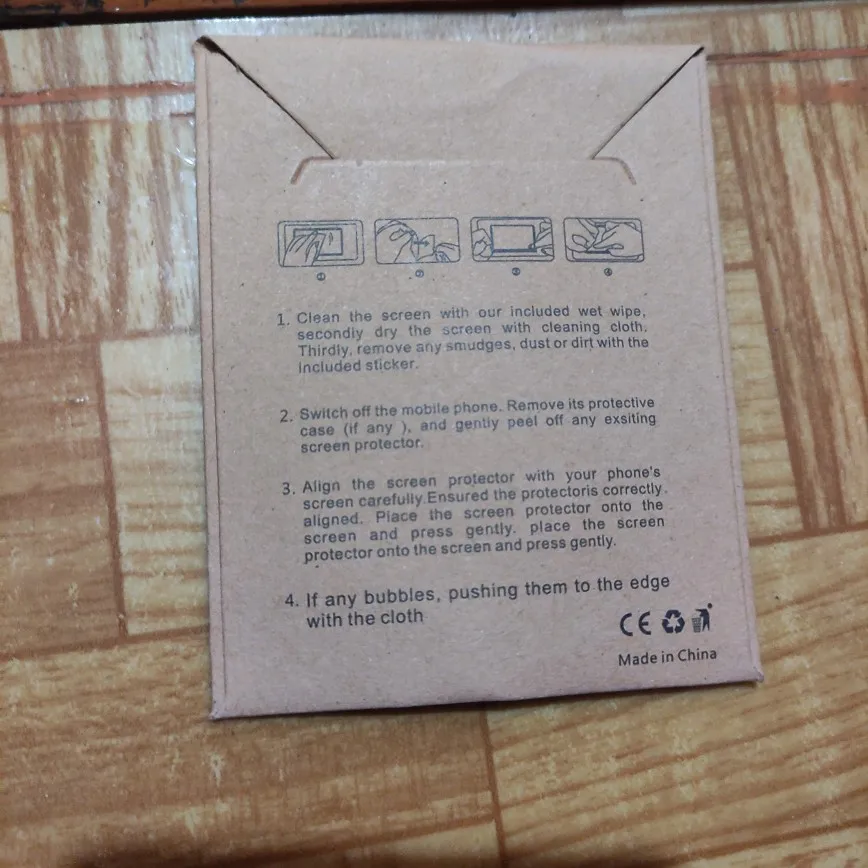 ①
②
③
④
1. Clean the screen with our included wet wipe,
secondiy dry the screen with cleaning cloth.
Thirdly, remove any smudges, dust or dirt with the
included sticker.
2. Switch off the mobile phone. Remove its protective
case (if any ), and gently peel off any exsiting
screen protector.
3. Align the screen protector with your phone's
screen carefully.Ensured the protectoris correctly
aligned. Place the screen protector onto the
screen and press gently. place the screen
protector onto the screen and press gently.
4. If any bubbles, pushing them to the edge
with the cloth
CE
Made in China